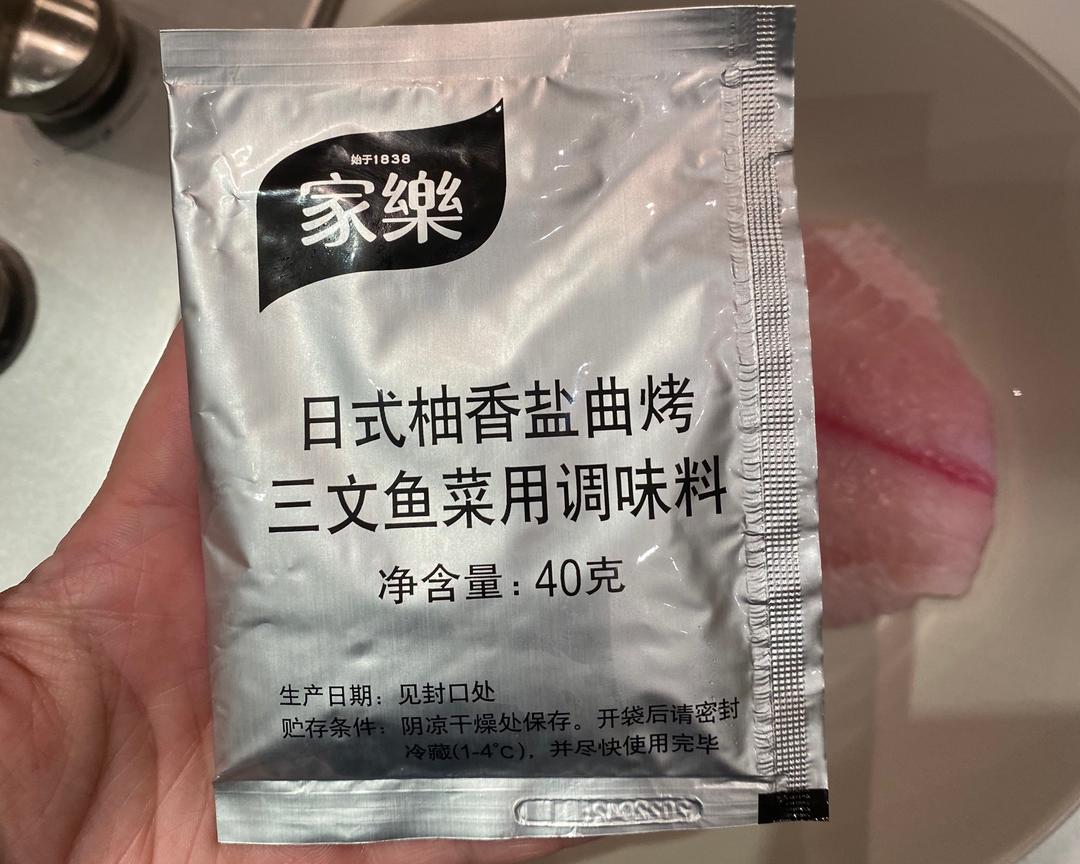 始于1838
家樂
日式柚香盐曲烤
三文鱼菜用调味料
净含量：40克
生产日期：见封口处
贮存条件：阴凉干燥处保存。开袋后请密封
冷藏(1-4℃)，并尽快使用完毕